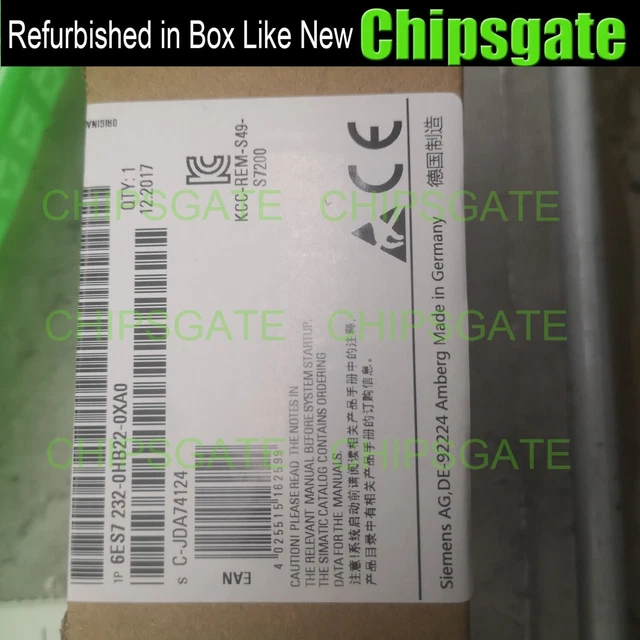 Refurbished in Box Like New Chipsgate
ORIGINA
QTY: 1
12.2017
KCC-REM-S49-
S7200
1P 6ES7 232-0HB22-0XA0
S C-JDA74124
EAN
4 025515 162599
CAUTION! PLEASE READ THE NOTES IN
THE RELEVANT MANUAL BEFORE SYSTEM STARTUP.
THE SIMATIC CATALOG CONTAINS ORDERING
DATA FOR THE MANUALS.
注意!系统启动前请阅读相关产品手册中的注释。
产品目录中有相关产品手册的订购信息。
CE
Siemens AG,DE-92224 Amberg Made in Germany 德国制造
CHIPSGATE CHIPSGATE
CHIPSGATE CHIPSGATE
CHIPSGATE CHIPSGATE